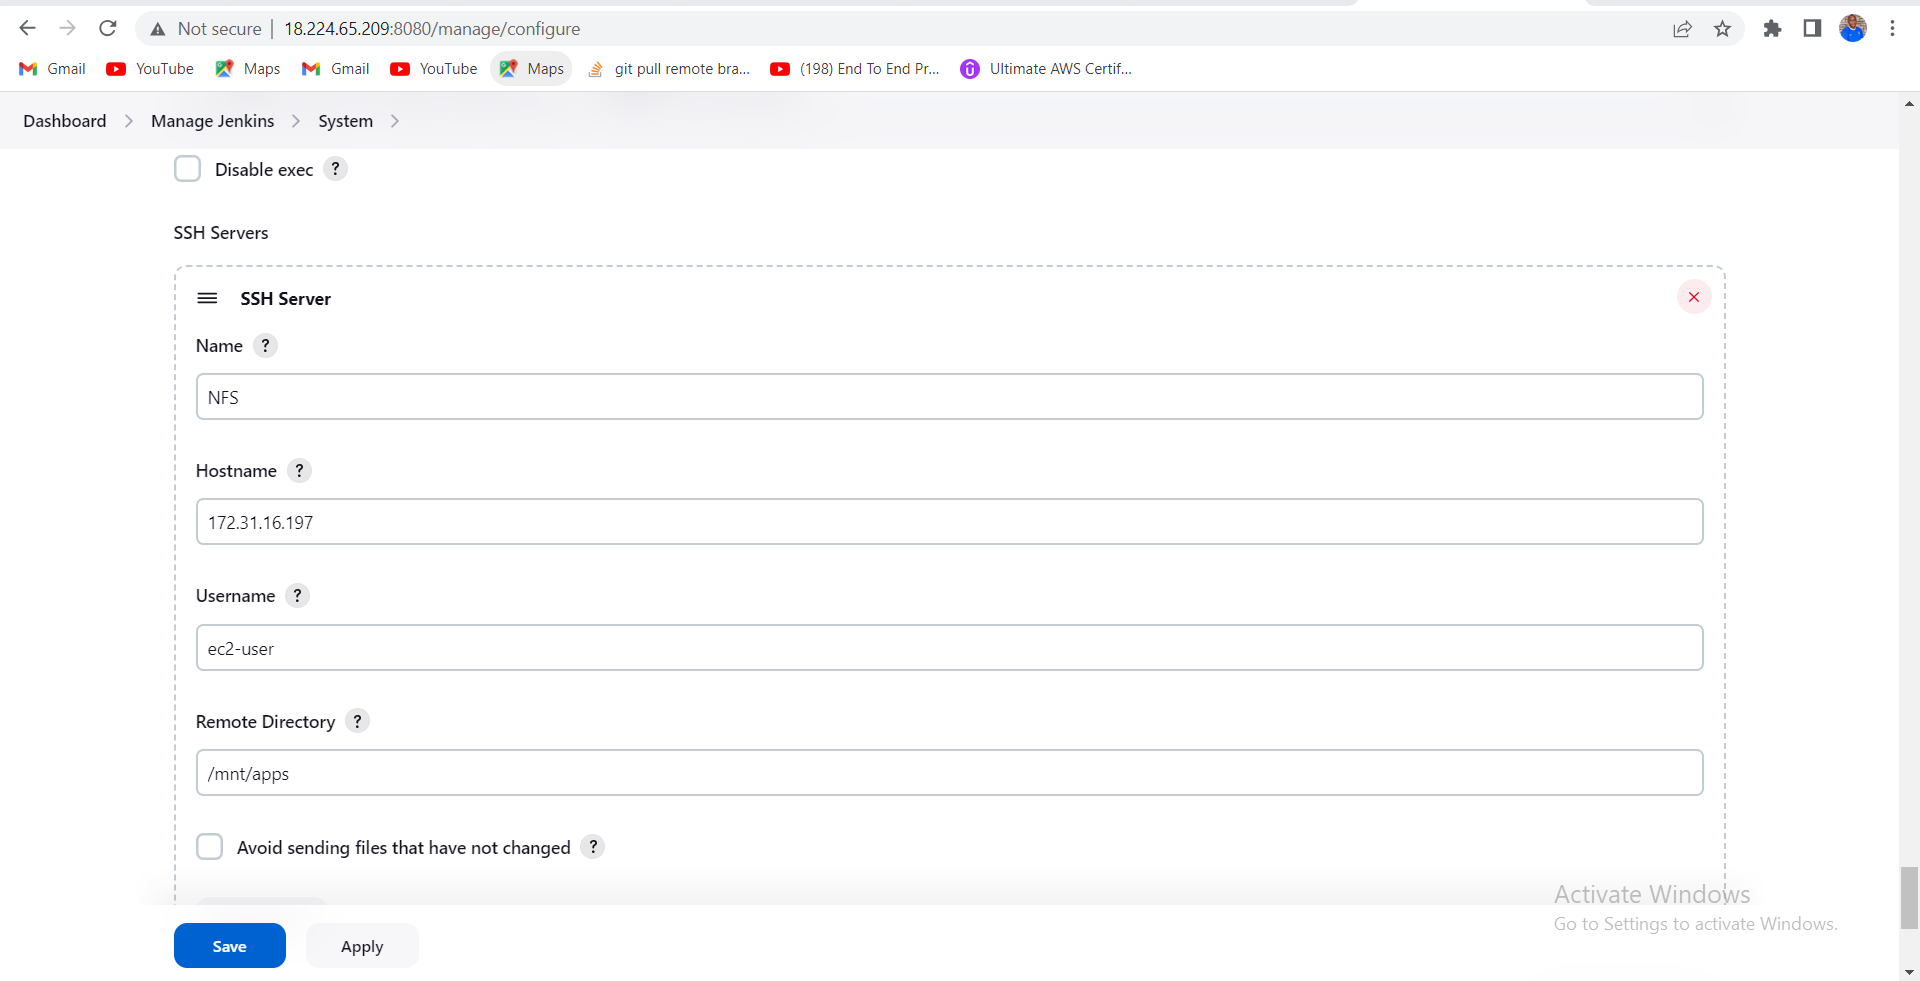 Not secure | 18.224.65.209:8080/manage/configure
Gmail YouTube Maps Gmail YouTube Maps git pull remote bra... (198) End To End Pr... Ultimate AWS Certif...
Dashboard > Manage Jenkins > System >
Disable exec ?
SSH Servers
SSH Server
Name ?
NFS
Hostname ?
172.31.16.197
Username ?
ec2-user
Remote Directory ?
/mnt/apps
Avoid sending files that have not changed ?
Activate Windows
Go to Settings to activate Windows.
Save Apply